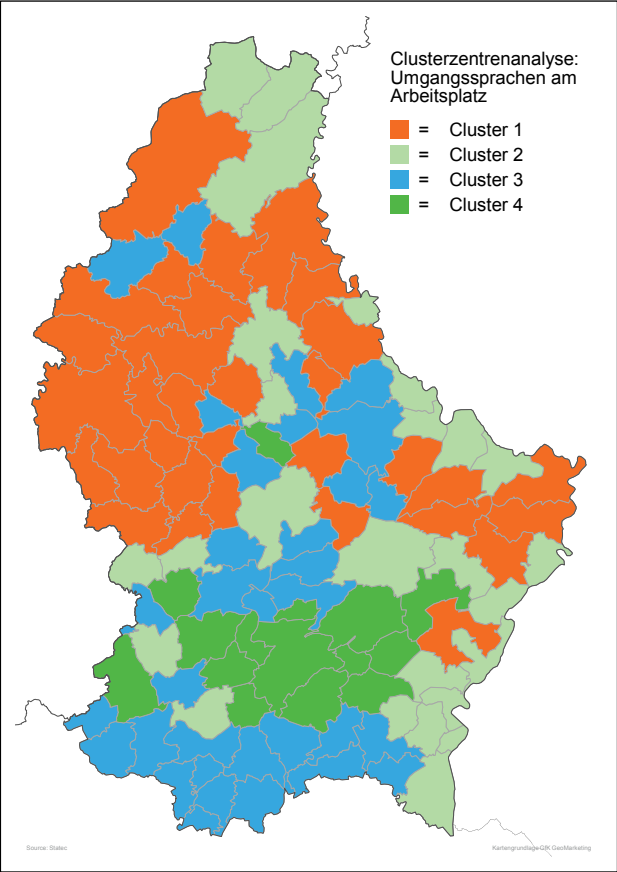 Clusterzentrenanalyse:
Umgangssprachen am
Arbeitsplatz
= Cluster 1
= Cluster 2
= Cluster 3
= Cluster 4
Source: Statec
Kartengrundlage GfK GeoMarketing